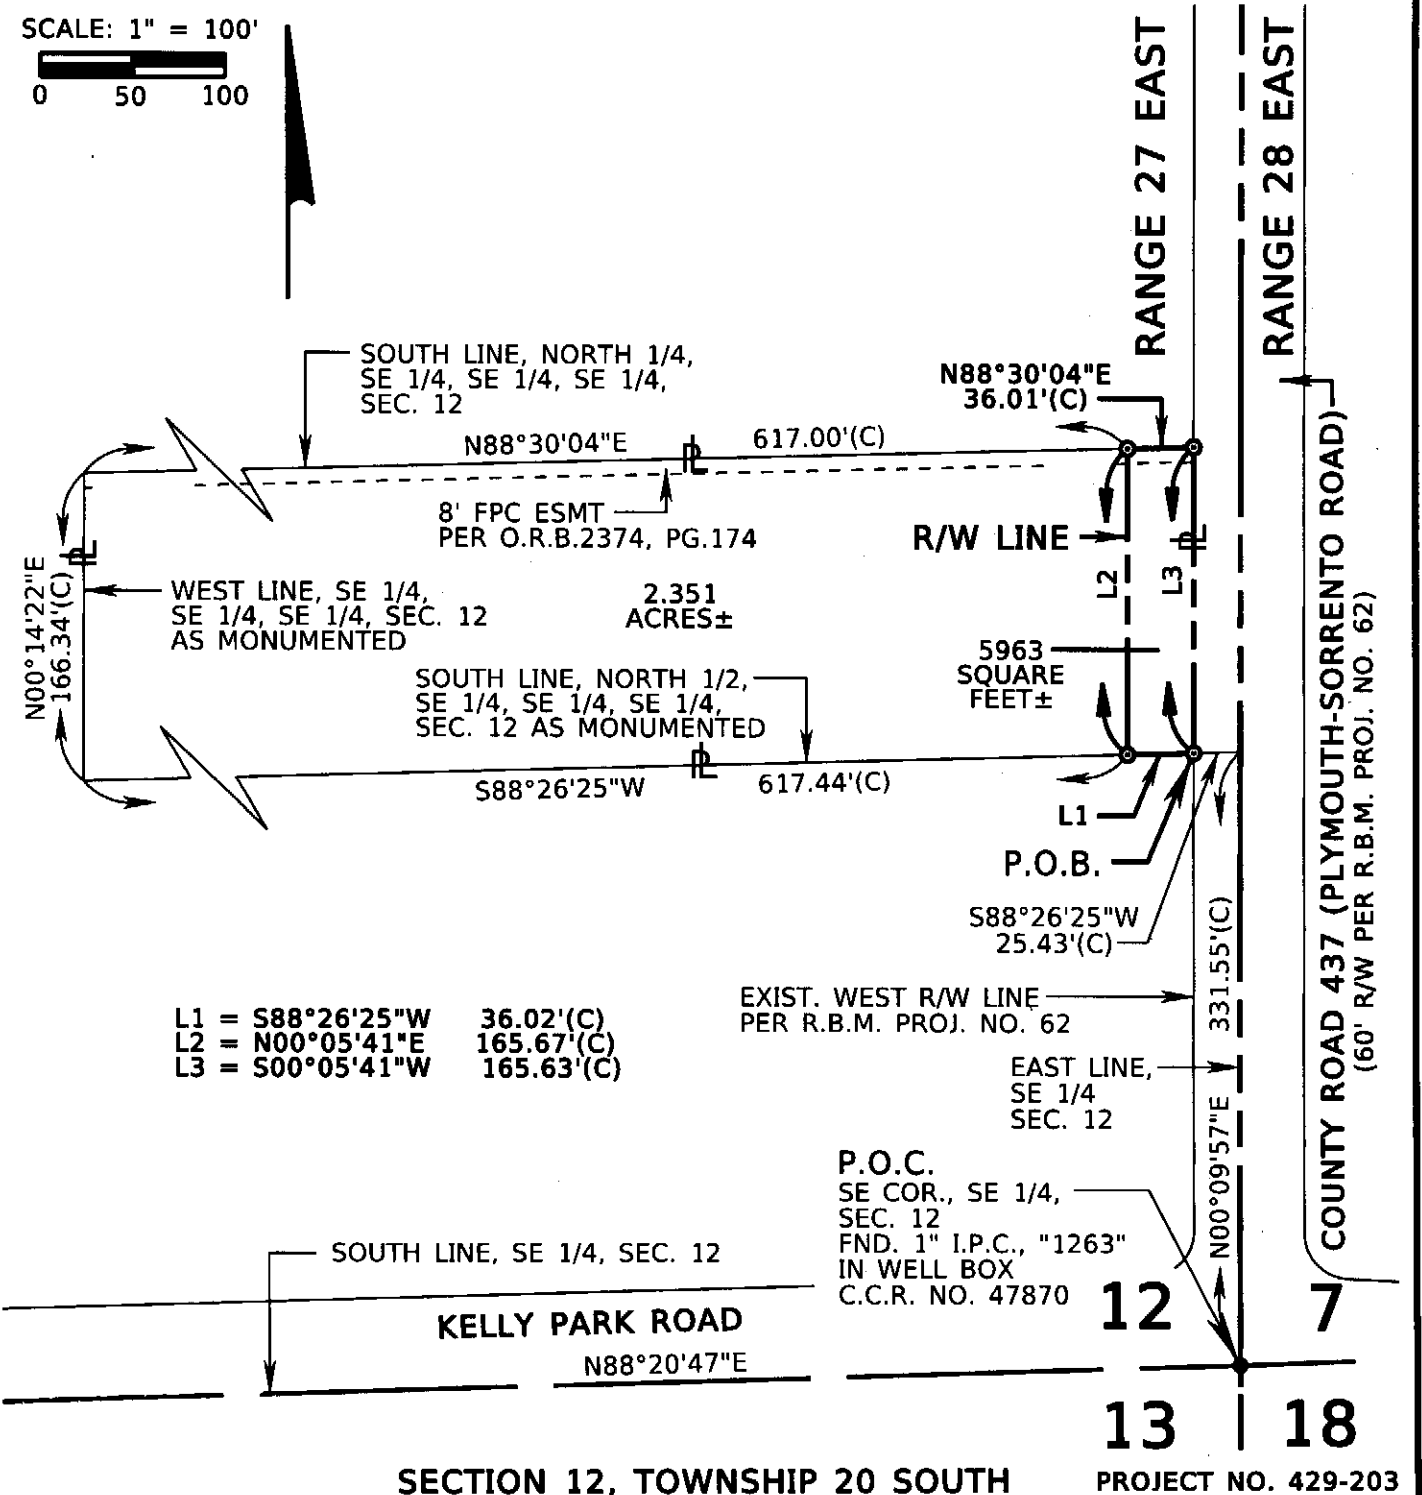 SCALE: 1" = 100'
0 50 100
RANGE 27 EAST
RANGE 28 EAST
SOUTH LINE, NORTH 1/4,
SE 1/4, SE 1/4, SE 1/4,
SEC. 12
N88°30'04"E
36.01'(C)
N88°30'04"E
PL
617.00'(C)
8' FPC ESMT
PER O.R.B.2374, PG.174
R/W LINE
PL
PL
L2
L3
N00°14'22"E
166.34'(C)
WEST LINE, SE 1/4,
SE 1/4, SE 1/4, SEC. 12
AS MONUMENTED
2.351
ACRES±
5963
SQUARE
FEET±
SOUTH LINE, NORTH 1/2,
SE 1/4, SE 1/4, SE 1/4,
SEC. 12 AS MONUMENTED
PL
S88°26'25"W
617.44'(C)
L1
P.O.B.
S88°26'25"W
25.43'(C)
COUNTY ROAD 437 (PLYMOUTH-SORRENTO ROAD)
(60' R/W PER R.B.M. PROJ. NO. 62)
L1 = S88°26'25"W 36.02'(C)
L2 = N00°05'41"E 165.67'(C)
L3 = S00°05'41"W 165.63'(C)
EXIST. WEST R/W LINE
PER R.B.M. PROJ. NO. 62
N00°09'57"E 331.55'(C)
EAST LINE,
SE 1/4
SEC. 12
P.O.C.
SE COR., SE 1/4,
SEC. 12
FND. 1" I.P.C., "1263"
IN WELL BOX
C.C.R. NO. 47870
SOUTH LINE, SE 1/4, SEC. 12
KELLY PARK ROAD
N88°20'47"E
12
7
13
18
SECTION 12, TOWNSHIP 20 SOUTH
PROJECT NO. 429-203